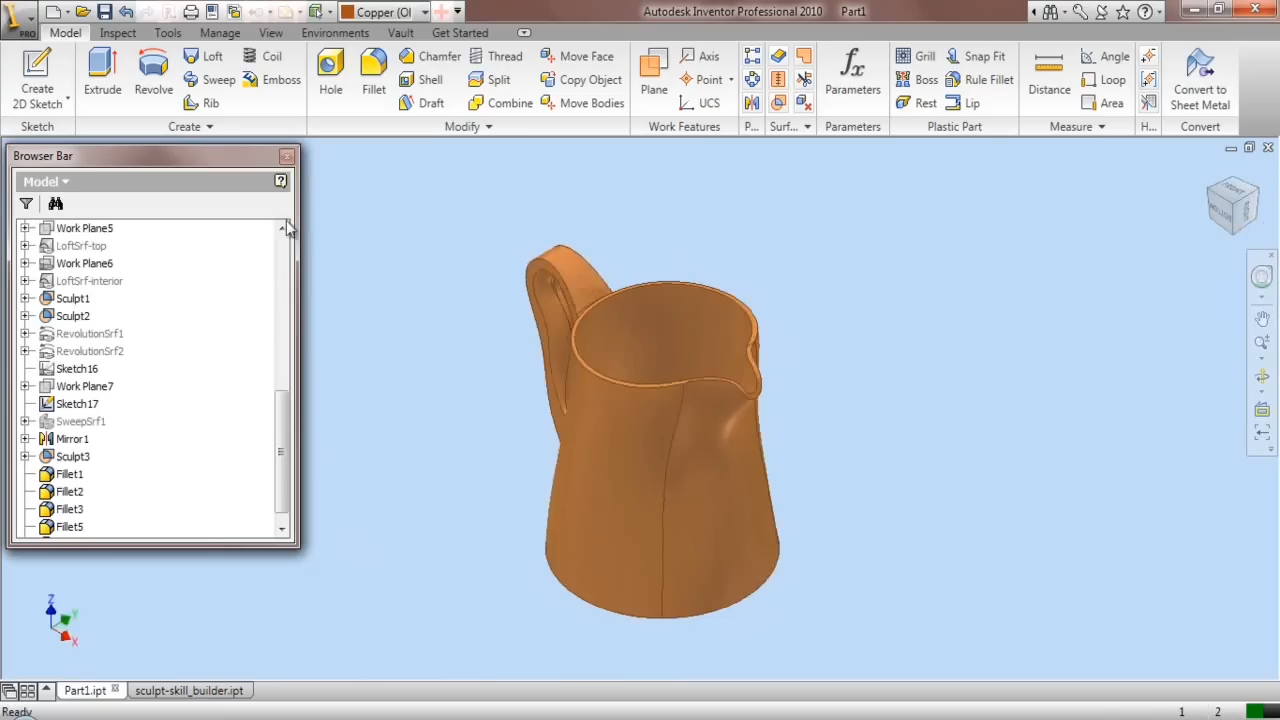 Copper (Ol
Autodesk Inventor Professional 2010 Part1
PRO
Model Inspect Tools Manage View Environments Vault Get Started
Create 2D Sketch
Extrude
Revolve
Loft
Coil
Sweep
Emboss
Rib
Hole
Fillet
Chamfer
Thread
Move Face
Shell
Split
Copy Object
Draft
Combine
Move Bodies
Plane
Axis
Point
UCS
fx
Parameters
Grill
Snap Fit
Boss
Rule Fillet
Rest
Lip
Distance
Angle
Loop
Area
Convert to Sheet Metal
Sketch Create Modify Work Features P... Surf... Parameters Plastic Part Measure H... Convert
Browser Bar
Model
Work Plane5
LoftSrf-top
Work Plane6
LoftSrf-interior
Sculpt1
Sculpt2
RevolutionSrf1
RevolutionSrf2
Sketch16
Work Plane7
Sketch17
SweepSrf1
Mirror1
Sculpt3
Fillet1
Fillet2
Fillet3
Fillet5
FRONT
Z
Y
X
Part1.ipt sculpt-skill_builder.ipt
Ready 1 2